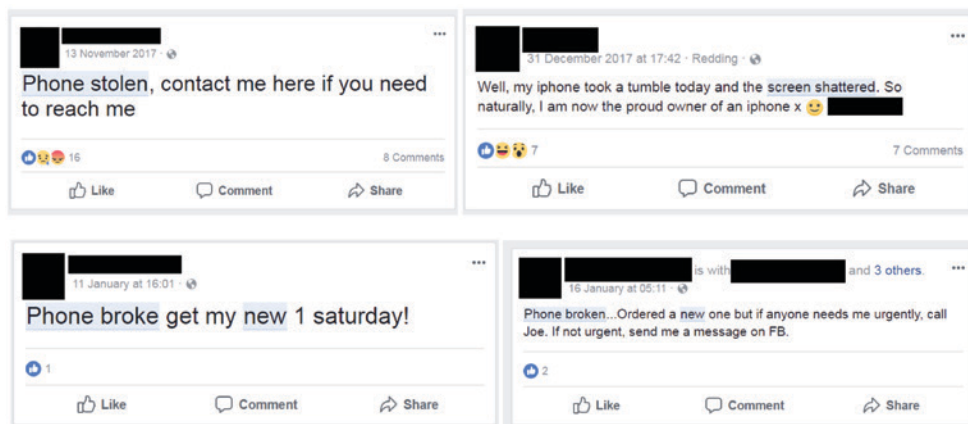 13 November 2017
Phone stolen, contact me here if you need
to reach me
16
8 Comments
Like Comment Share
31 December 2017 at 17:42 · Redding
Well, my iphone took a tumble today and the screen shattered. So
naturally, I am now the proud owner of an iphone x
7
7 Comments
Like Comment Share
11 January at 16:01
Phone broke get my new 1 saturday!
1
Like Comment Share
is with and 3 others.
16 January at 05:11
Phone broken...Ordered a new one but if anyone needs me urgently, call
Joe. If not urgent, send me a message on FB.
2
Like Comment Share